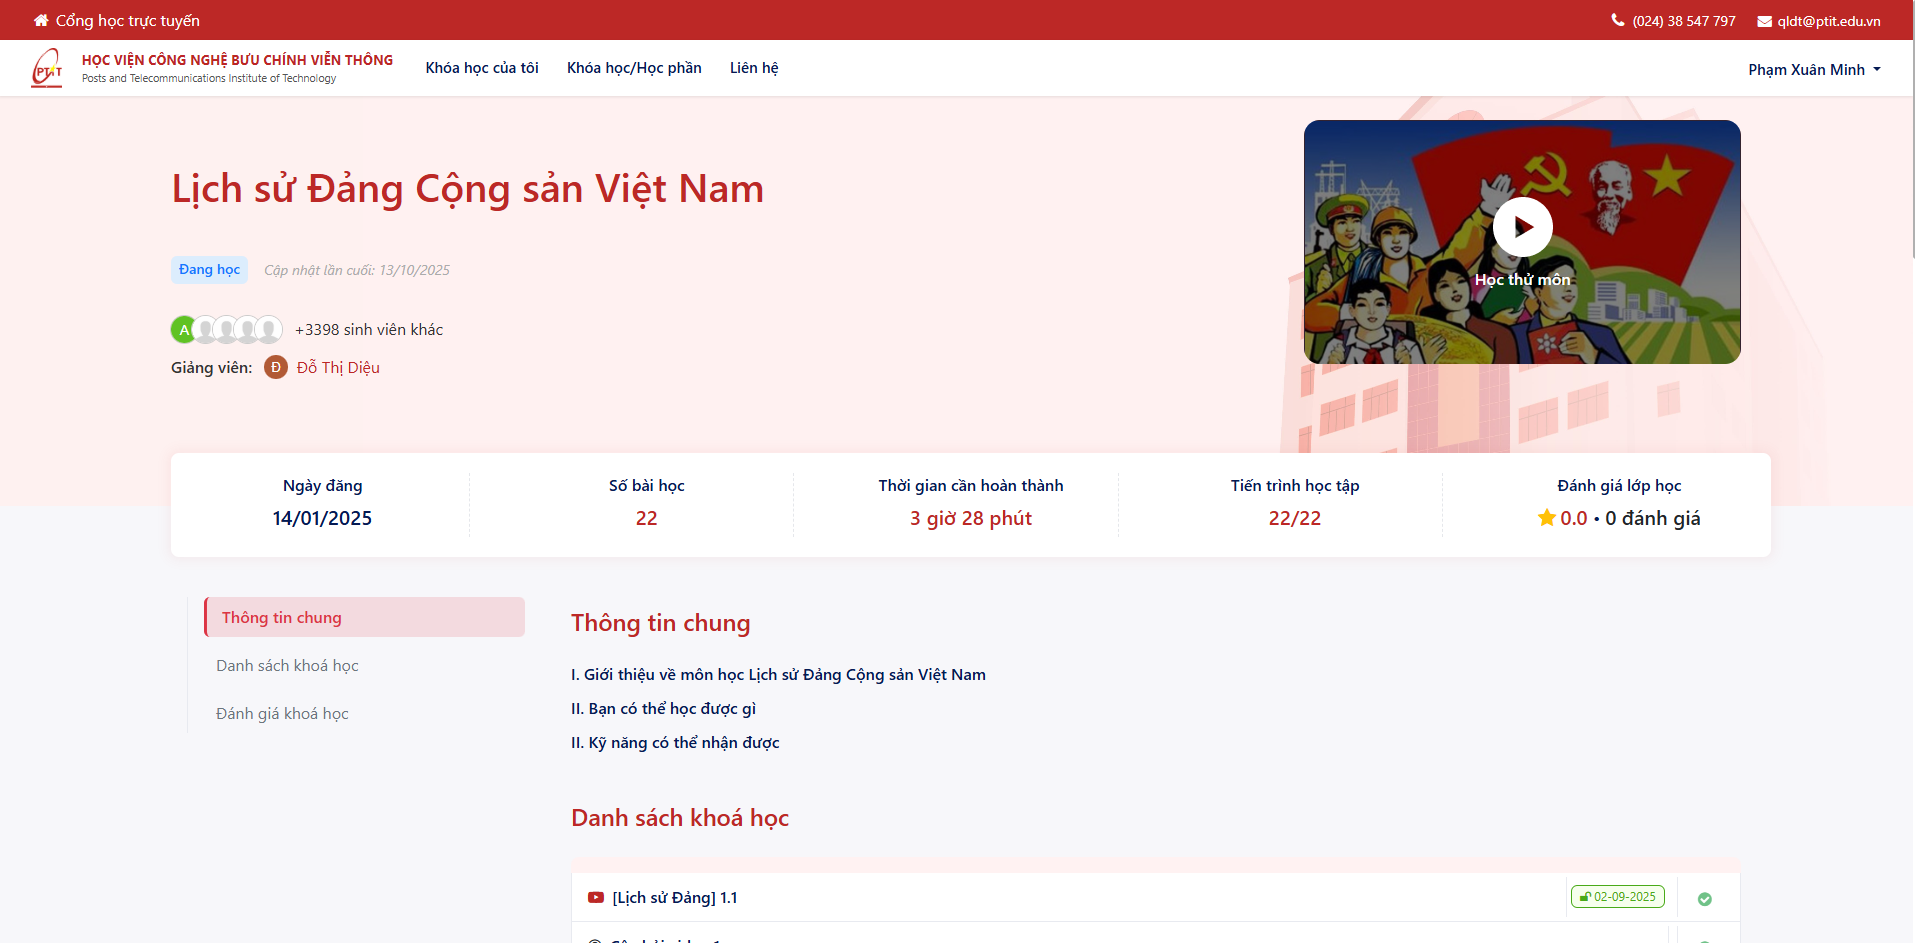 Cổng học trực tuyến
(024) 38 547 797
qldt@ptit.edu.vn
PTIT
HỌC VIỆN CÔNG NGHỆ BƯU CHÍNH VIỄN THÔNG
Posts and Telecommunications Institute of Technology
Khóa học của tôi
Khóa học/Học phần
Liên hệ
Phạm Xuân Minh
Lịch sử Đảng Cộng sản Việt Nam
Đang học
Cập nhật lần cuối: 13/10/2025
A
+3398 sinh viên khác
Giảng viên:
Đ
Đỗ Thị Diệu
Học thử môn
Ngày đăng
14/01/2025
Số bài học
22
Thời gian cần hoàn thành
3 giờ 28 phút
Tiến trình học tập
22/22
Đánh giá lớp học
0.0 • 0 đánh giá
Thông tin chung
Danh sách khoá học
Đánh giá khoá học
Thông tin chung
I. Giới thiệu về môn học Lịch sử Đảng Cộng sản Việt Nam
II. Bạn có thể học được gì
II. Kỹ năng có thể nhận được
Danh sách khoá học
[Lịch sử Đảng] 1.1
02-09-2025